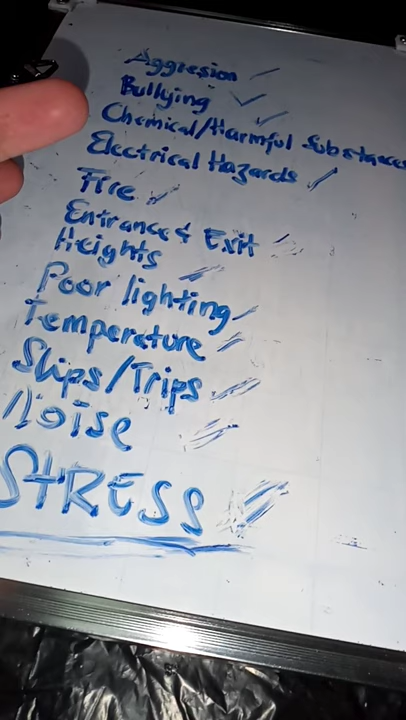 Aggresion
Bullying ✓
Chemical/Harmful Substances
Electrical Hazards
Fire
Entrance & Exit
Heights
Poor lighting
Temperature
Slips/Trips
Noise
STRESS